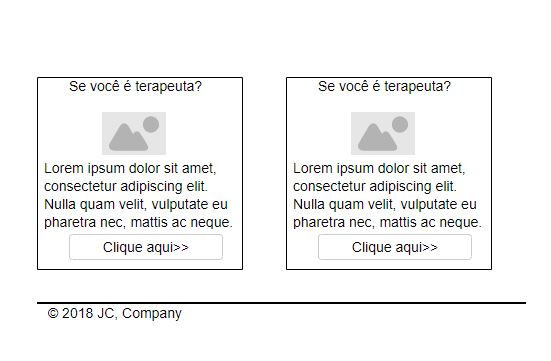 Se você é terapeuta?
Lorem ipsum dolor sit amet,
consectetur adipiscing elit.
Nulla quam velit, vulputate eu
pharetra nec, mattis ac neque.
Clique aqui>>
Se você é terapeuta?
Lorem ipsum dolor sit amet,
consectetur adipiscing elit.
Nulla quam velit, vulputate eu
pharetra nec, mattis ac neque.
Clique aqui>>
© 2018 JC, Company